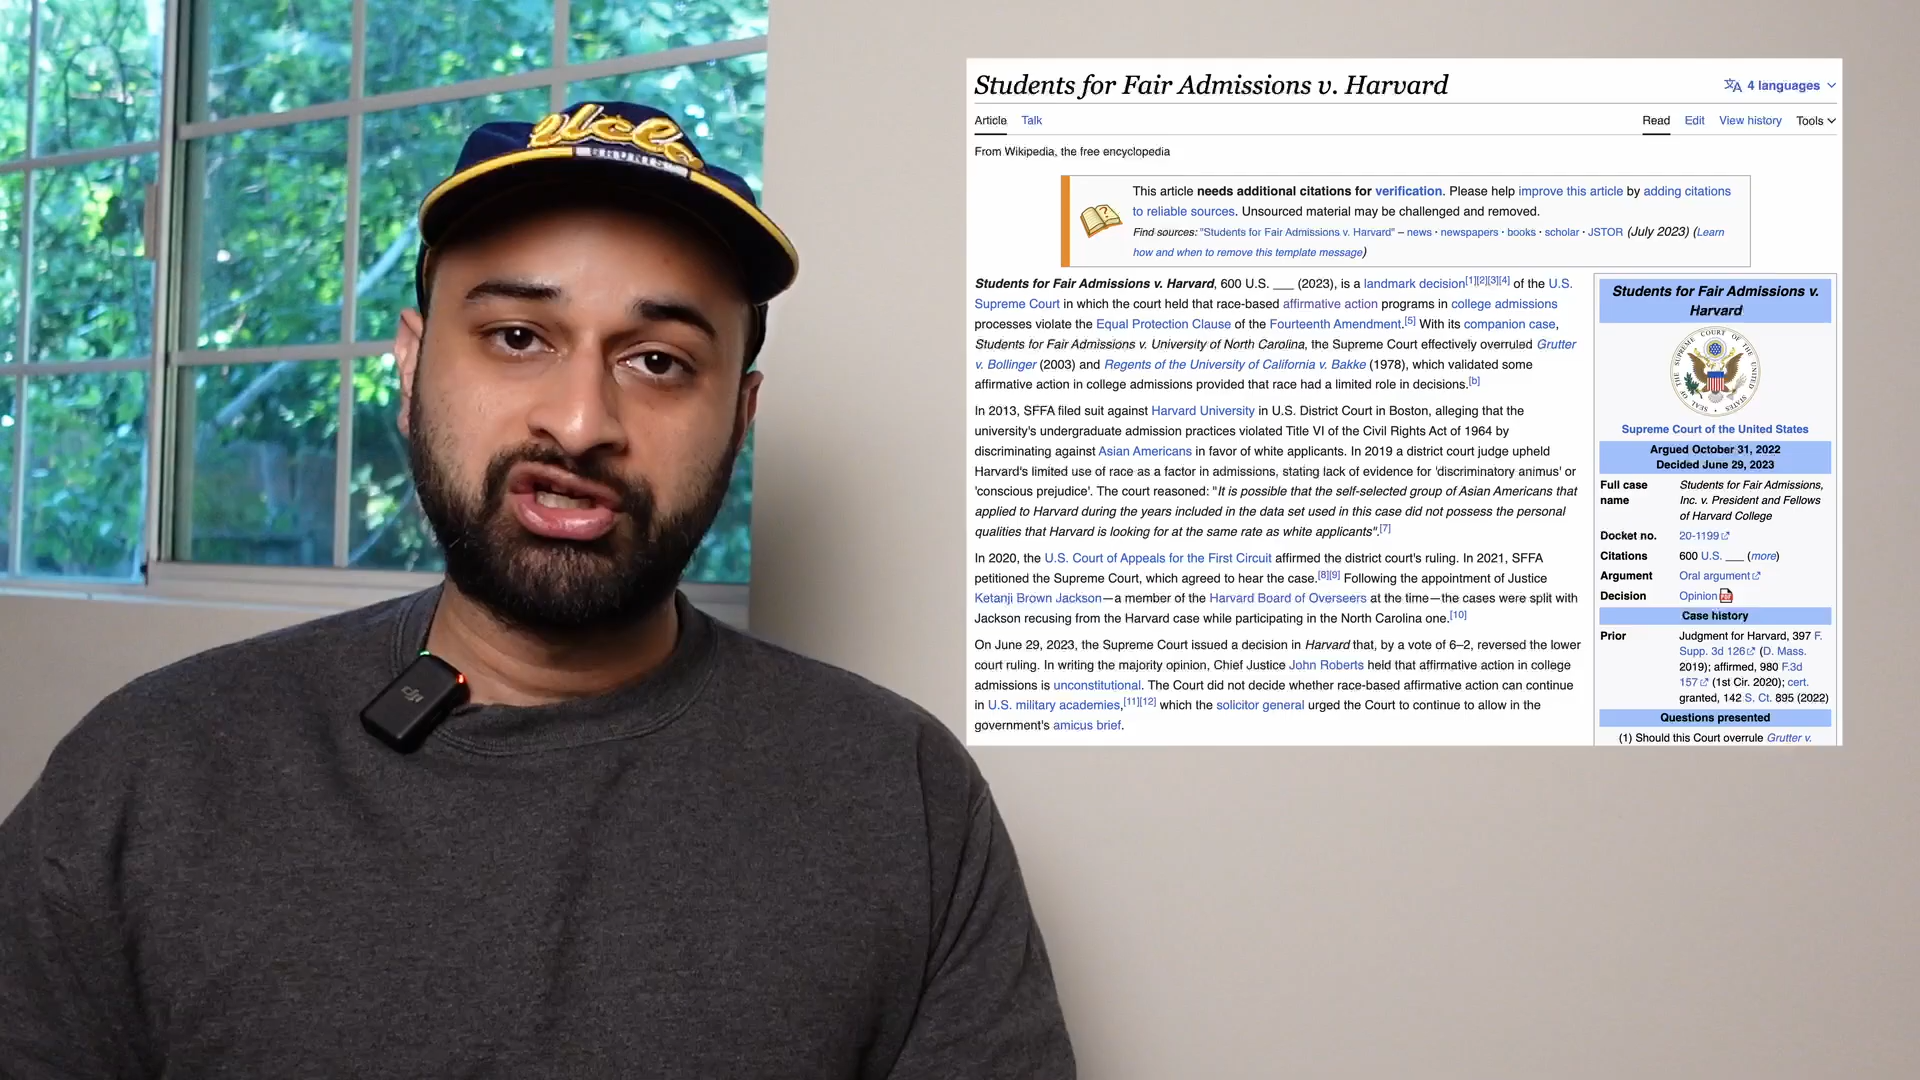 Ucla
BRUINS
dji
Students for Fair Admissions v. Harvard
4 languages
Article Talk
Read Edit View history Tools
From Wikipedia, the free encyclopedia
This article needs additional citations for verification. Please help improve this article by adding citations
to reliable sources. Unsourced material may be challenged and removed.
Find sources: "Students for Fair Admissions v. Harvard" – news · newspapers · books · scholar · JSTOR (July 2023) (Learn
how and when to remove this template message)
Students for Fair Admissions v. Harvard, 600 U.S. ___ (2023), is a landmark decision[1][2][3][4] of the U.S.
Supreme Court in which the court held that race-based affirmative action programs in college admissions
processes violate the Equal Protection Clause of the Fourteenth Amendment.[5] With its companion case,
Students for Fair Admissions v. University of North Carolina, the Supreme Court effectively overruled Grutter
v. Bollinger (2003) and Regents of the University of California v. Bakke (1978), which validated some
affirmative action in college admissions provided that race had a limited role in decisions.[b]
In 2013, SFFA filed suit against Harvard University in U.S. District Court in Boston, alleging that the
university's undergraduate admission practices violated Title VI of the Civil Rights Act of 1964 by
discriminating against Asian Americans in favor of white applicants. In 2019 a district court judge upheld
Harvard's limited use of race as a factor in admissions, stating lack of evidence for 'discriminatory animus' or
'conscious prejudice'. The court reasoned: "It is possible that the self-selected group of Asian Americans that
applied to Harvard during the years included in the data set used in this case did not possess the personal
qualities that Harvard is looking for at the same rate as white applicants".[7]
In 2020, the U.S. Court of Appeals for the First Circuit affirmed the district court's ruling. In 2021, SFFA
petitioned the Supreme Court, which agreed to hear the case.[8][9] Following the appointment of Justice
Ketanji Brown Jackson—a member of the Harvard Board of Overseers at the time—the cases were split with
Jackson recusing from the Harvard case while participating in the North Carolina one.[10]
On June 29, 2023, the Supreme Court issued a decision in Harvard that, by a vote of 6–2, reversed the lower
court ruling. In writing the majority opinion, Chief Justice John Roberts held that affirmative action in college
admissions is unconstitutional. The Court did not decide whether race-based affirmative action can continue
in U.S. military academies,[11][12] which the solicitor general urged the Court to continue to allow in the
government's amicus brief.
Students for Fair Admissions v.
Harvard
SEAL OF THE SUPREME COURT OF THE UNITED STATES
Supreme Court of the United States
Argued October 31, 2022
Decided June 29, 2023
Full case name Students for Fair Admissions,
Inc. v. President and Fellows
of Harvard College
Docket no. 20-1199
Citations 600 U.S. ___ (more)
Argument Oral argument
Decision Opinion
Case history
Prior Judgment for Harvard, 397 F.
Supp. 3d 126 (D. Mass.
2019); affirmed, 980 F.3d
157 (1st Cir. 2020); cert.
granted, 142 S. Ct. 895 (2022)
Questions presented
(1) Should this Court overrule Grutter v.